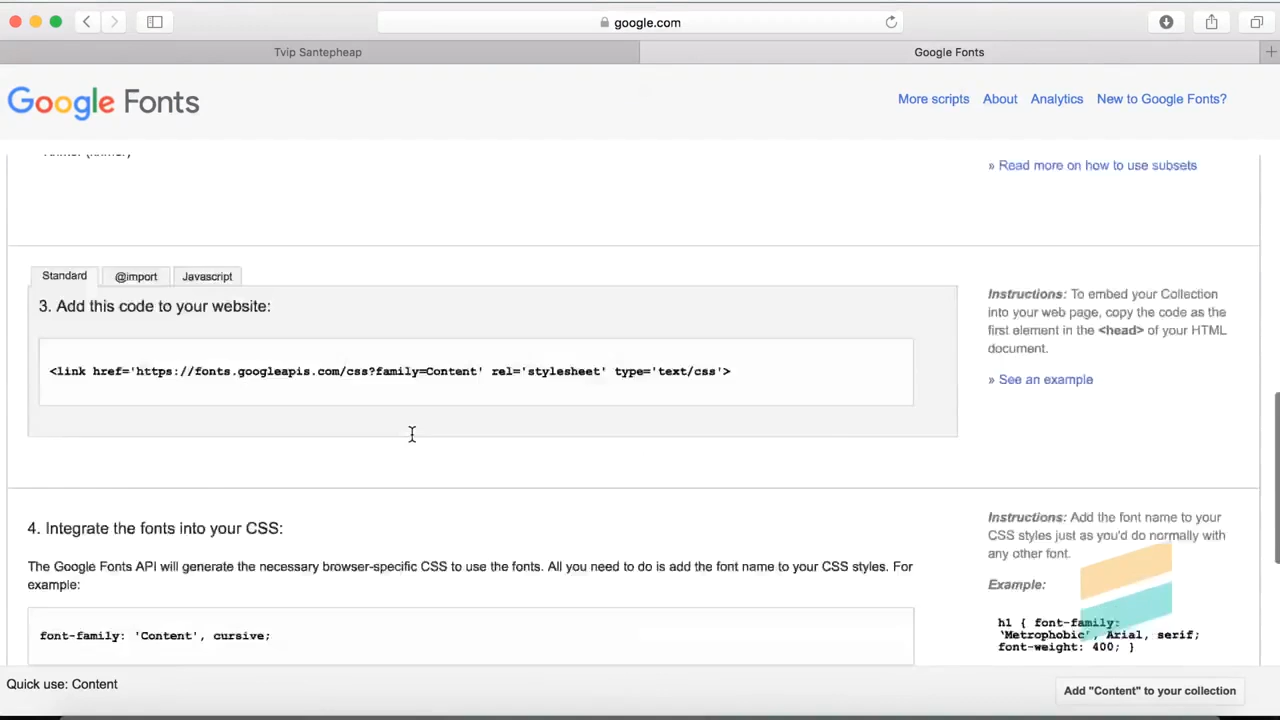 google.com
Tvip Santepheap
Google Fonts
Google Fonts
More scripts
About
Analytics
New to Google Fonts?
» Read more on how to use subsets
Standard
@import
Javascript
3. Add this code to your website:
<link href='https://fonts.googleapis.com/css?family=Content' rel='stylesheet' type='text/css'>
Instructions: To embed your Collection
into your web page, copy the code as the
first element in the <head> of your HTML
document.
» See an example
4. Integrate the fonts into your CSS:
The Google Fonts API will generate the necessary browser-specific CSS to use the fonts. All you need to do is add the font name to your CSS styles. For
example:
font-family: 'Content', cursive;
Instructions: Add the font name to your
CSS styles just as you'd do normally with
any other font.
Example:
h1 { font-family:
'Metrophobic', Arial, serif;
font-weight: 400; }
Quick use: Content
Add "Content" to your collection